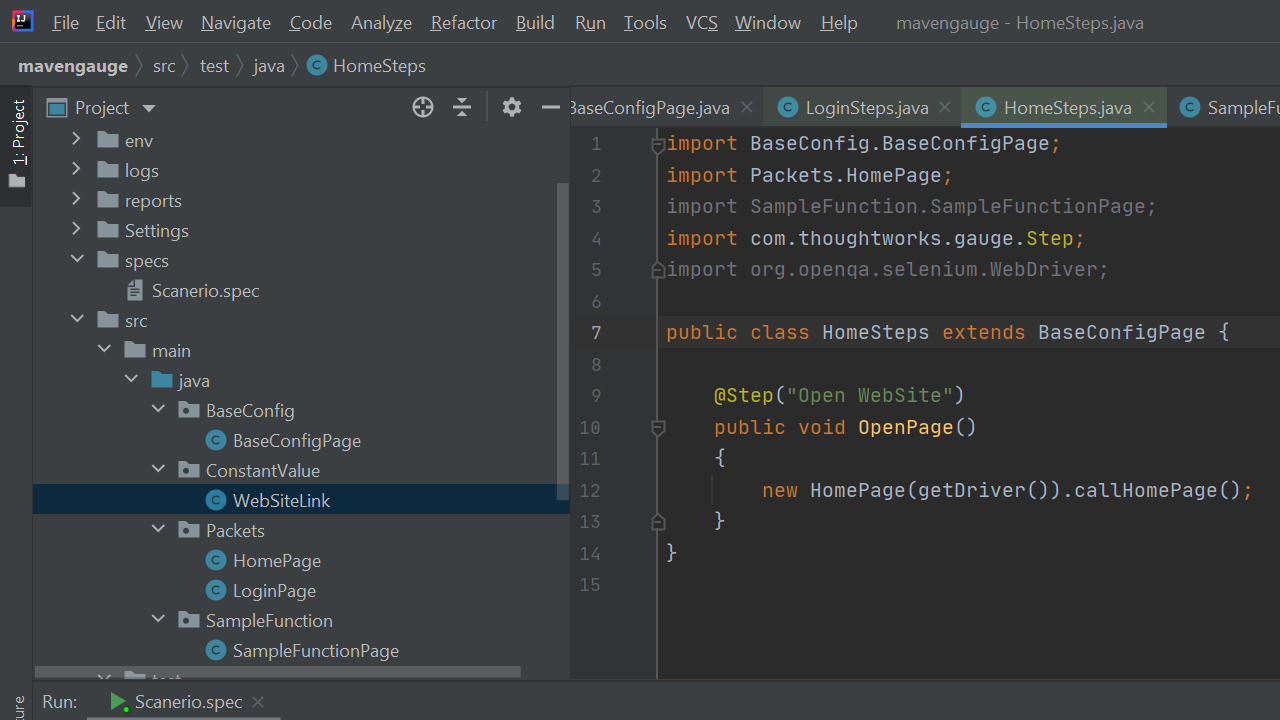 File Edit View Navigate Code Analyze Refactor Build Run Tools VCS Window Help mavengauge - HomeSteps.java
mavengauge src test java HomeSteps
1: Project
Project
env
logs
reports
Settings
specs
Scanerio.spec
src
main
java
BaseConfig
BaseConfigPage
ConstantValue
WebSiteLink
Packets
HomePage
LoginPage
SampleFunction
SampleFunctionPage
test
BaseConfigPage.java LoginSteps.java HomeSteps.java SampleFu
1 import BaseConfig.BaseConfigPage;
2 import Packets.HomePage;
3 import SampleFunction.SampleFunctionPage;
4 import com.thoughtworks.gauge.Step;
5 import org.openqa.selenium.WebDriver;
6
7 public class HomeSteps extends BaseConfigPage {
8
9 @Step("Open WebSite")
10 public void OpenPage()
11 {
12 new HomePage(getDriver()).callHomePage();
13 }
14 }
15
Run: Scanerio.spec